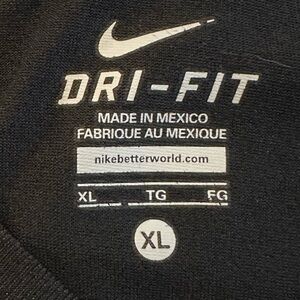 DRI-FIT
MADE IN MEXICO
FABRIQUE AU MEXIQUE
nikebetterworld.com
XL TG FG
XL